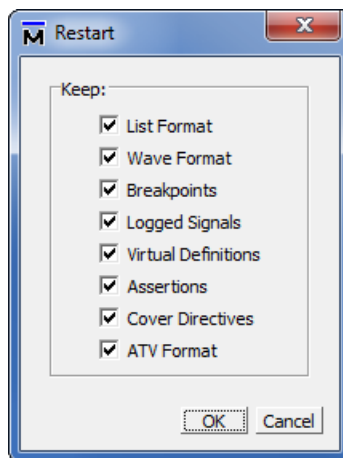 Restart
Keep:
List Format
Wave Format
Breakpoints
Logged Signals
Virtual Definitions
Assertions
Cover Directives
ATV Format
OK Cancel